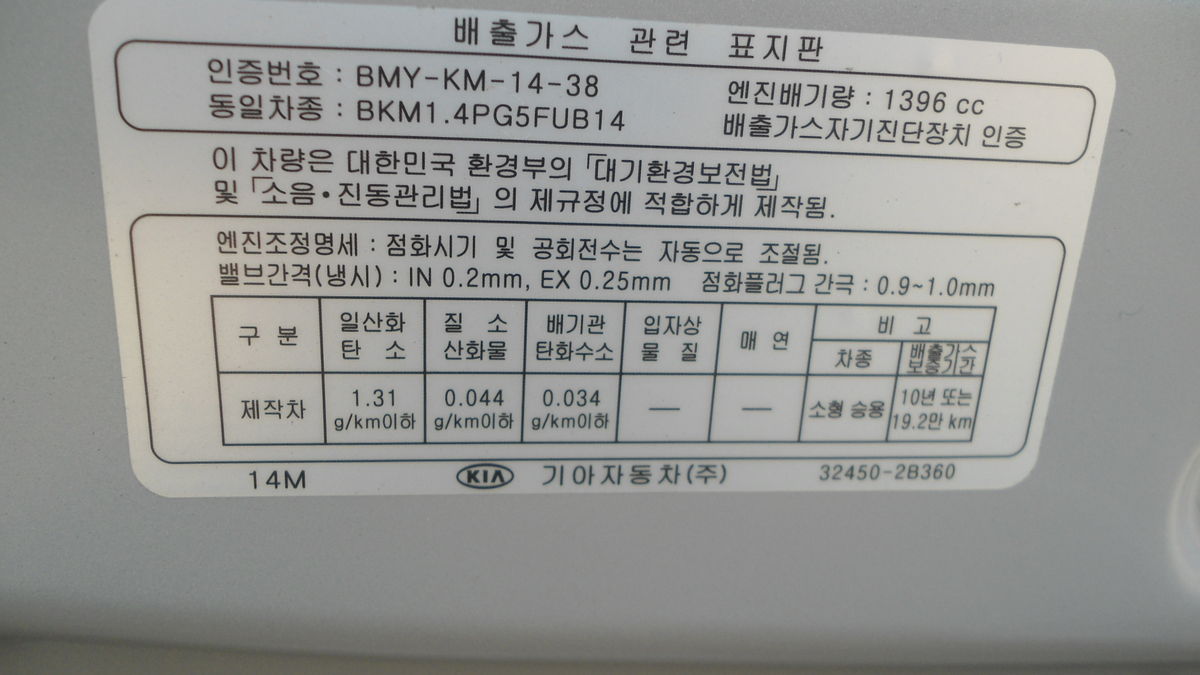 배출가스 관련 표지판
인증번호 : BMY-KM-14-38 엔진배기량 : 1396 cc
동일차종 : BKM1.4PG5FUB14 배출가스자기진단장치 인증
이 차량은 대한민국 환경부의 「대기환경보전법」
및 「소음・진동관리법」 의 제규정에 적합하게 제작됨.
엔진조정명세 : 점화시기 및 공회전수는 자동으로 조절됨.
밸브간격(냉시) : IN 0.2mm, EX 0.25mm 점화플러그 간극 : 0.9~1.0mm
구 분 일산화 탄 소 질 소 산화물 배기관 탄화수소 입자상 물 질 매 연 비 고
차종 배출가스 보증기간
제작차 1.31 g/km이하 0.044 g/km이하 0.034 g/km이하 — — 소형 승용 10년 또는 19.2만 km
14M KIA 기아자동차(주) 32450-2B360